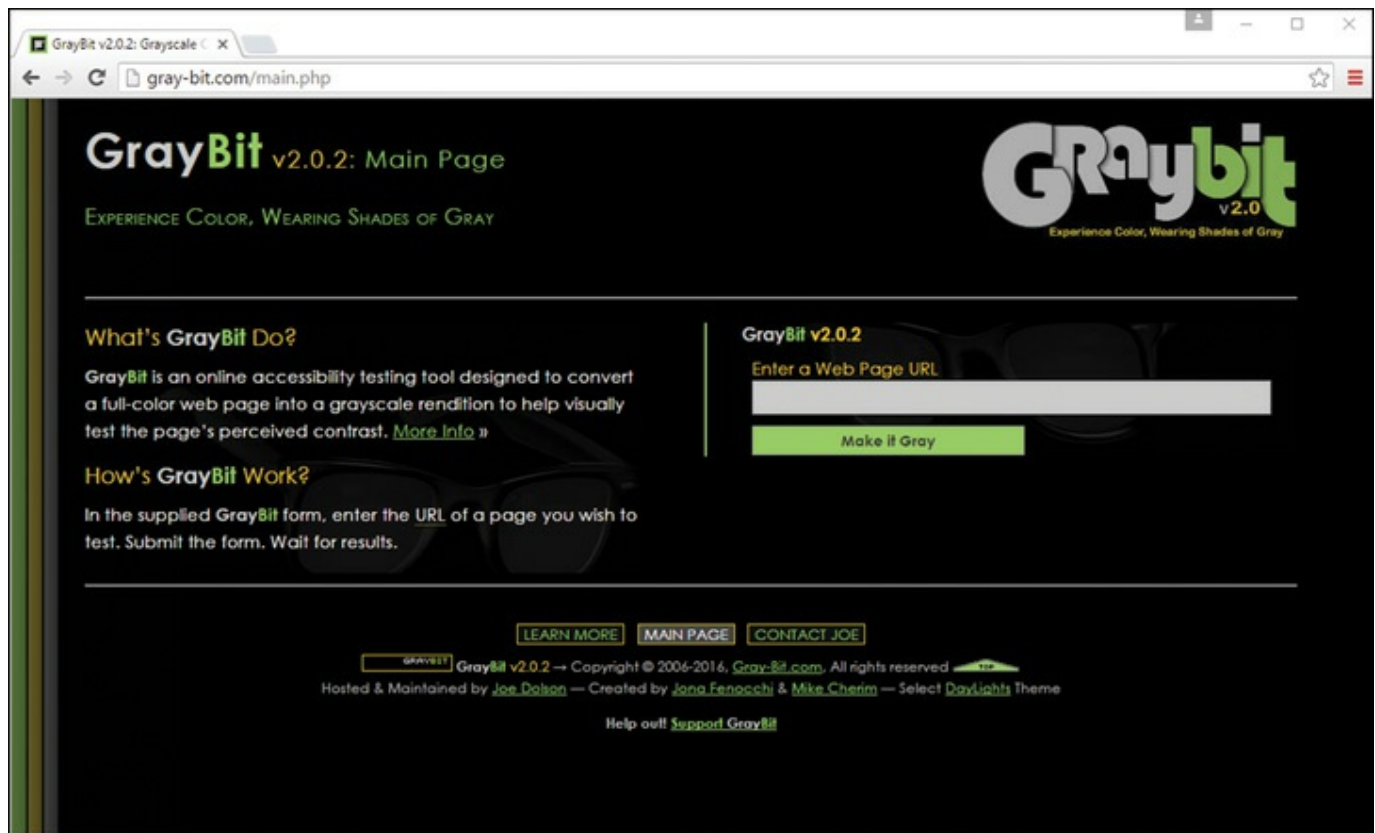 GrayBit v2.0.2: Grayscale C
gray-bit.com/main.php
GrayBit v2.0.2: Main Page
EXPERIENCE COLOR, WEARING SHADES OF GRAY
GRaybit
v2.0
Experience Color, Wearing Shades of Gray
What's GrayBit Do?
GrayBit is an online accessibility testing tool designed to convert
a full-color web page into a grayscale rendition to help visually
test the page's perceived contrast. More Info »
How's GrayBit Work?
In the supplied GrayBit form, enter the URL of a page you wish to
test. Submit the form. Wait for results.
GrayBit v2.0.2
Enter a Web Page URL
Make it Gray
LEARN MORE MAIN PAGE CONTACT JOE
GRAYBIT GrayBit v2.0.2 → Copyright © 2006-2016, Gray-Bit.com, All rights reserved TOP
Hosted & Maintained by Joe Dolson — Created by Jona Fenocchi & Mike Cherim — Select DayLights Theme
Help out! Support GrayBit